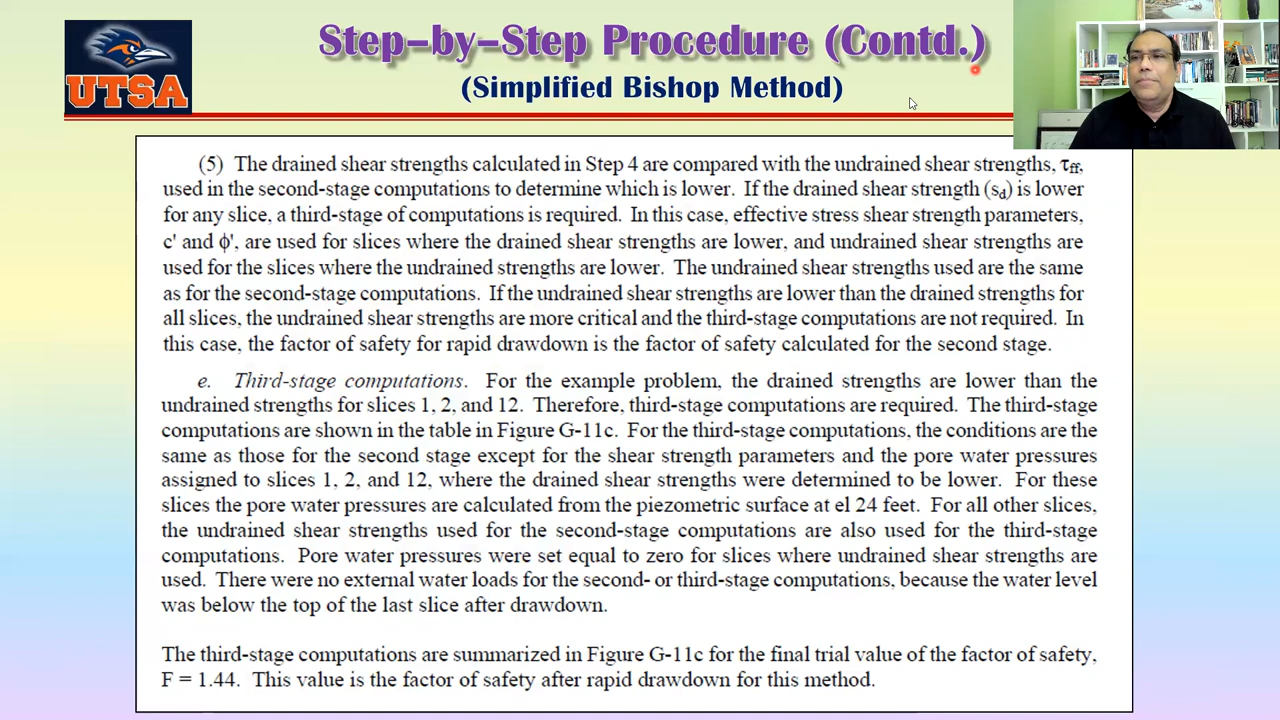 UTSA
Step–by–Step Procedure (Contd.)
(Simplified Bishop Method)
(5) The drained shear strengths calculated in Step 4 are compared with the undrained shear strengths, τff,
used in the second-stage computations to determine which is lower. If the drained shear strength (sd) is lower
for any slice, a third-stage of computations is required. In this case, effective stress shear strength parameters,
c' and ϕ', are used for slices where the drained shear strengths are lower, and undrained shear strengths are
used for the slices where the undrained strengths are lower. The undrained shear strengths used are the same
as for the second-stage computations. If the undrained shear strengths are lower than the drained strengths for
all slices, the undrained shear strengths are more critical and the third-stage computations are not required. In
this case, the factor of safety for rapid drawdown is the factor of safety calculated for the second stage.
e. Third-stage computations. For the example problem, the drained strengths are lower than the
undrained strengths for slices 1, 2, and 12. Therefore, third-stage computations are required. The third-stage
computations are shown in the table in Figure G-11c. For the third-stage computations, the conditions are the
same as those for the second stage except for the shear strength parameters and the pore water pressures
assigned to slices 1, 2, and 12, where the drained shear strengths were determined to be lower. For these
slices the pore water pressures are calculated from the piezometric surface at el 24 feet. For all other slices,
the undrained shear strengths used for the second-stage computations are also used for the third-stage
computations. Pore water pressures were set equal to zero for slices where undrained shear strengths are
used. There were no external water loads for the second- or third-stage computations, because the water level
was below the top of the last slice after drawdown.
The third-stage computations are summarized in Figure G-11c for the final trial value of the factor of safety,
F = 1.44. This value is the factor of safety after rapid drawdown for this method.